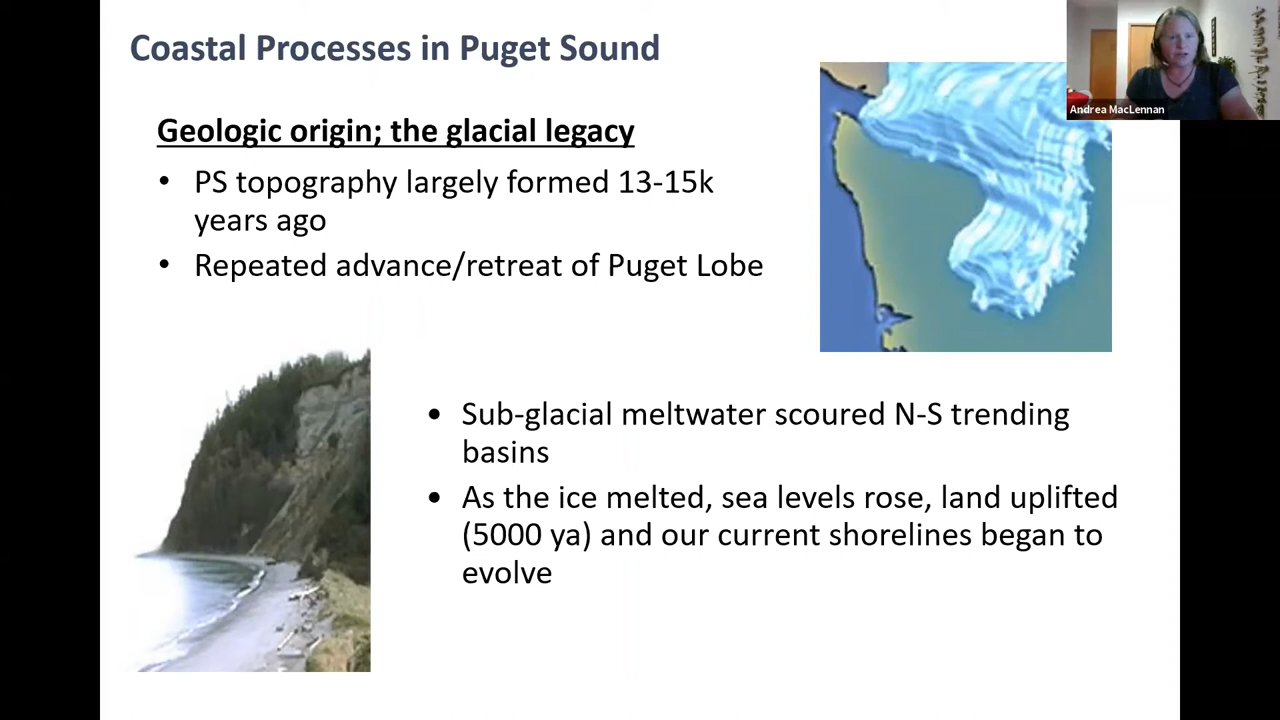 Coastal Processes in Puget Sound
Andrea MacLennan
Geologic origin; the glacial legacy
• PS topography largely formed 13-15k
years ago
• Repeated advance/retreat of Puget Lobe
• Sub-glacial meltwater scoured N-S trending
basins
• As the ice melted, sea levels rose, land uplifted
(5000 ya) and our current shorelines began to
evolve